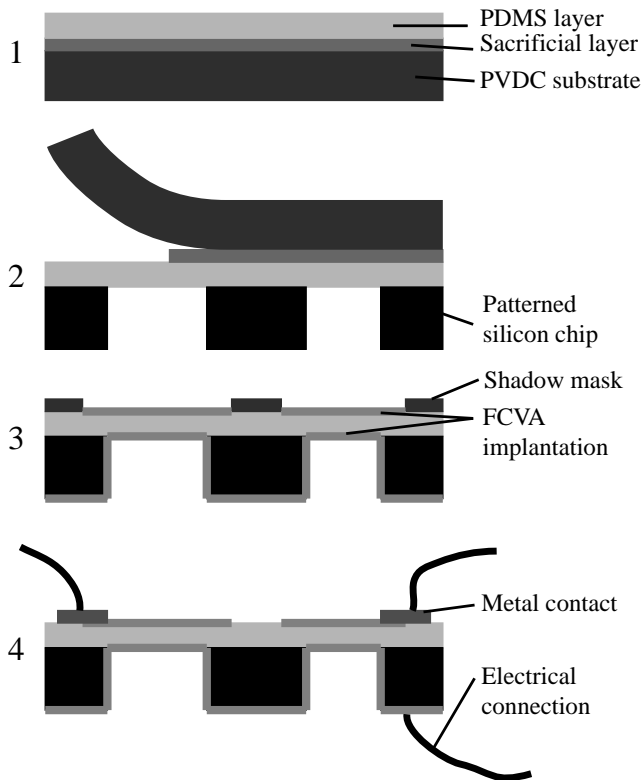 PDMS layer
Sacrificial layer
1
PVDC substrate
2
Patterned
silicon chip
Shadow mask
3
FCVA
implantation
Metal contact
4
Electrical
connection